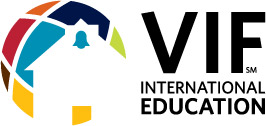 VIF
SM
INTERNATIONAL
EDUCATION